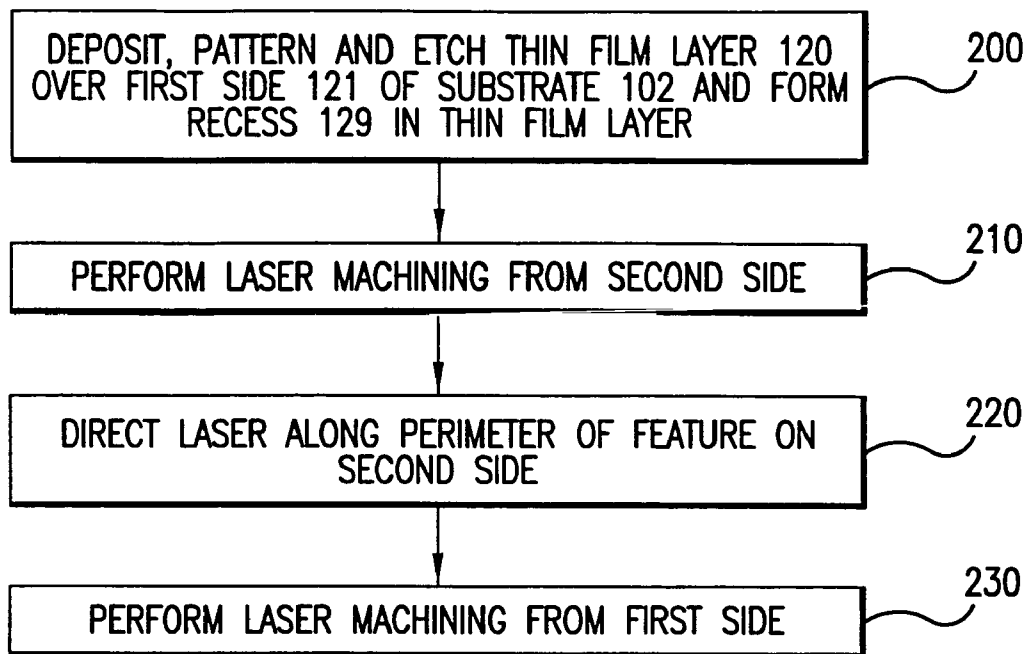 DEPOSIT, PATTERN AND ETCH THIN FILM LAYER 120
OVER FIRST SIDE 121 OF SUBSTRATE 102 AND FORM
RECESS 129 IN THIN FILM LAYER
200
PERFORM LASER MACHINING FROM SECOND SIDE
210
DIRECT LASER ALONG PERIMETER OF FEATURE ON
SECOND SIDE
220
PERFORM LASER MACHINING FROM FIRST SIDE
230